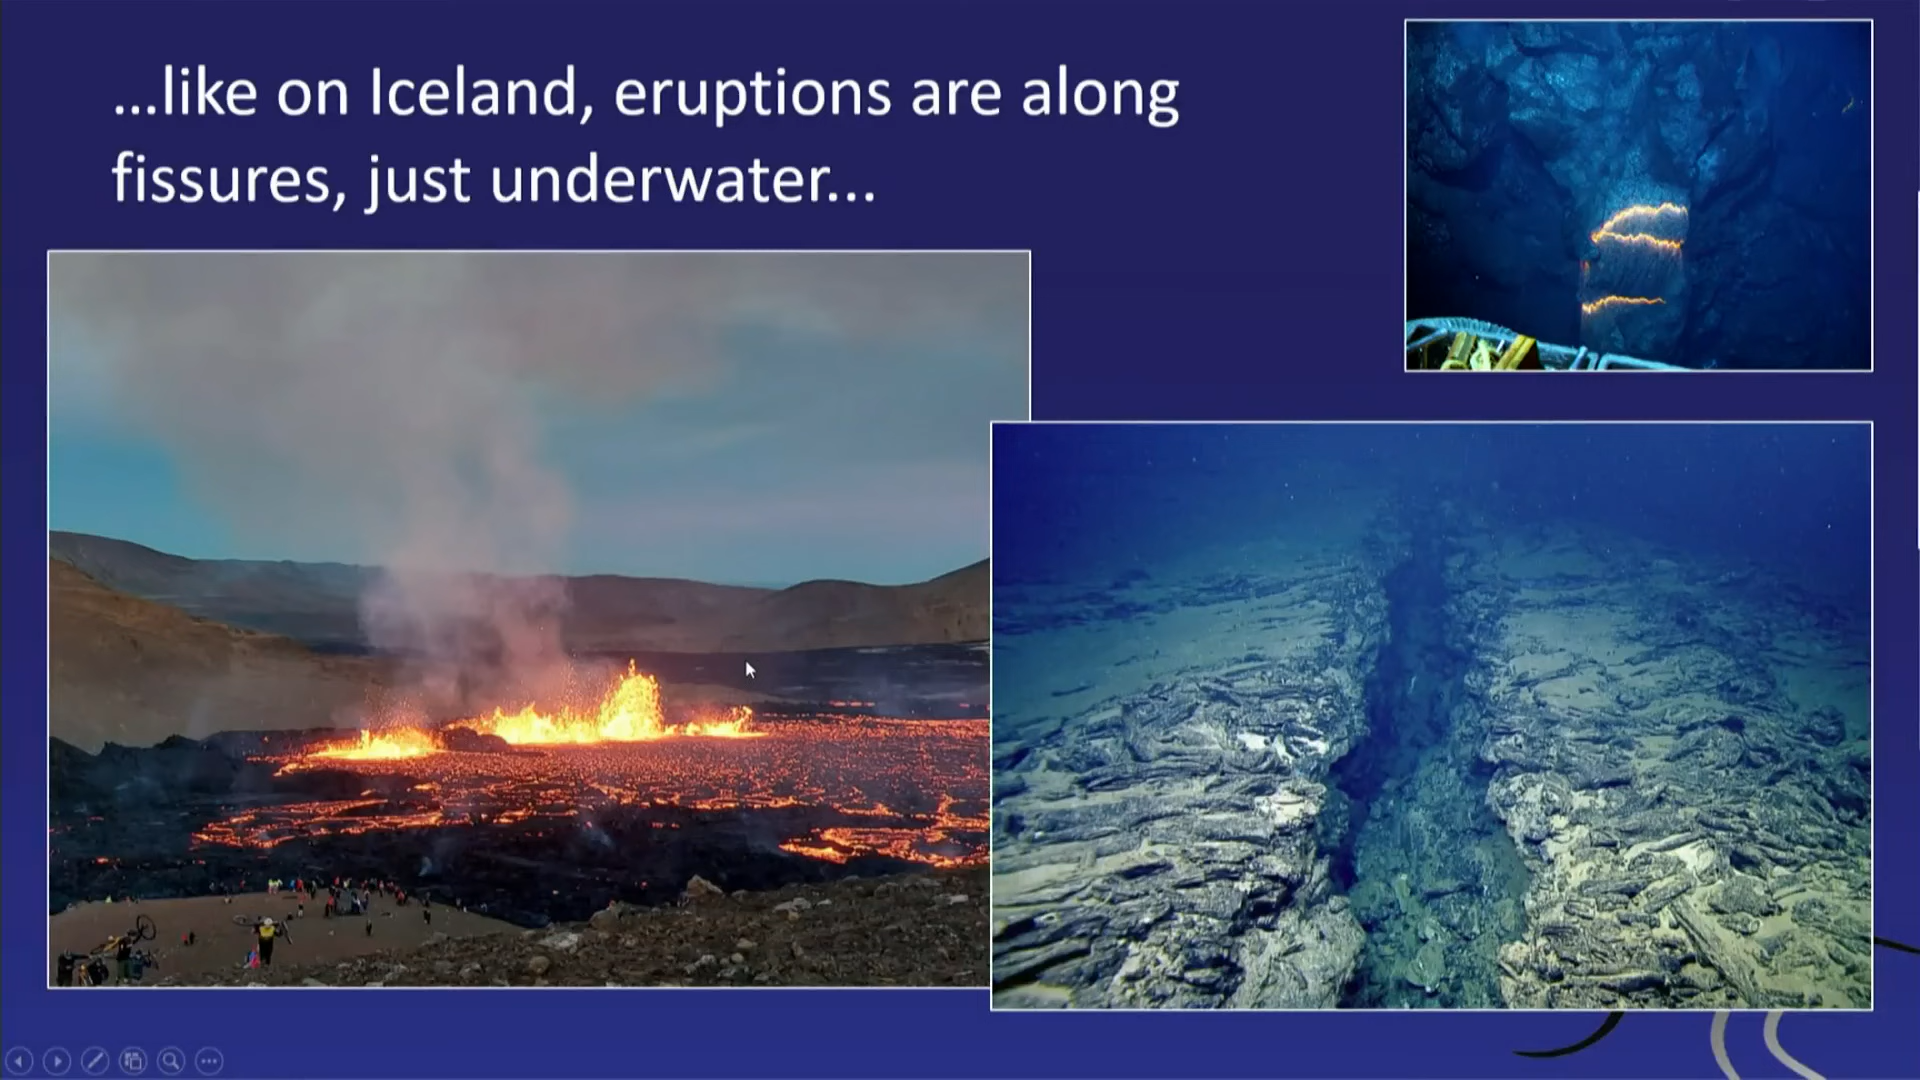 ...like on Iceland, eruptions are along
fissures, just underwater...